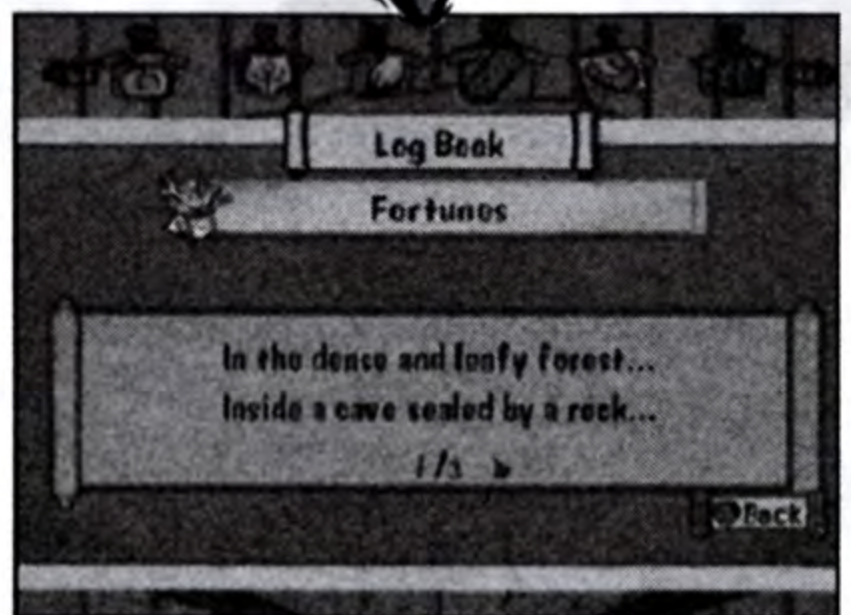 Log Book
Fortunes
In the dense and leafy forest...
Inside a cave sealed by a rock...
1/3
Back